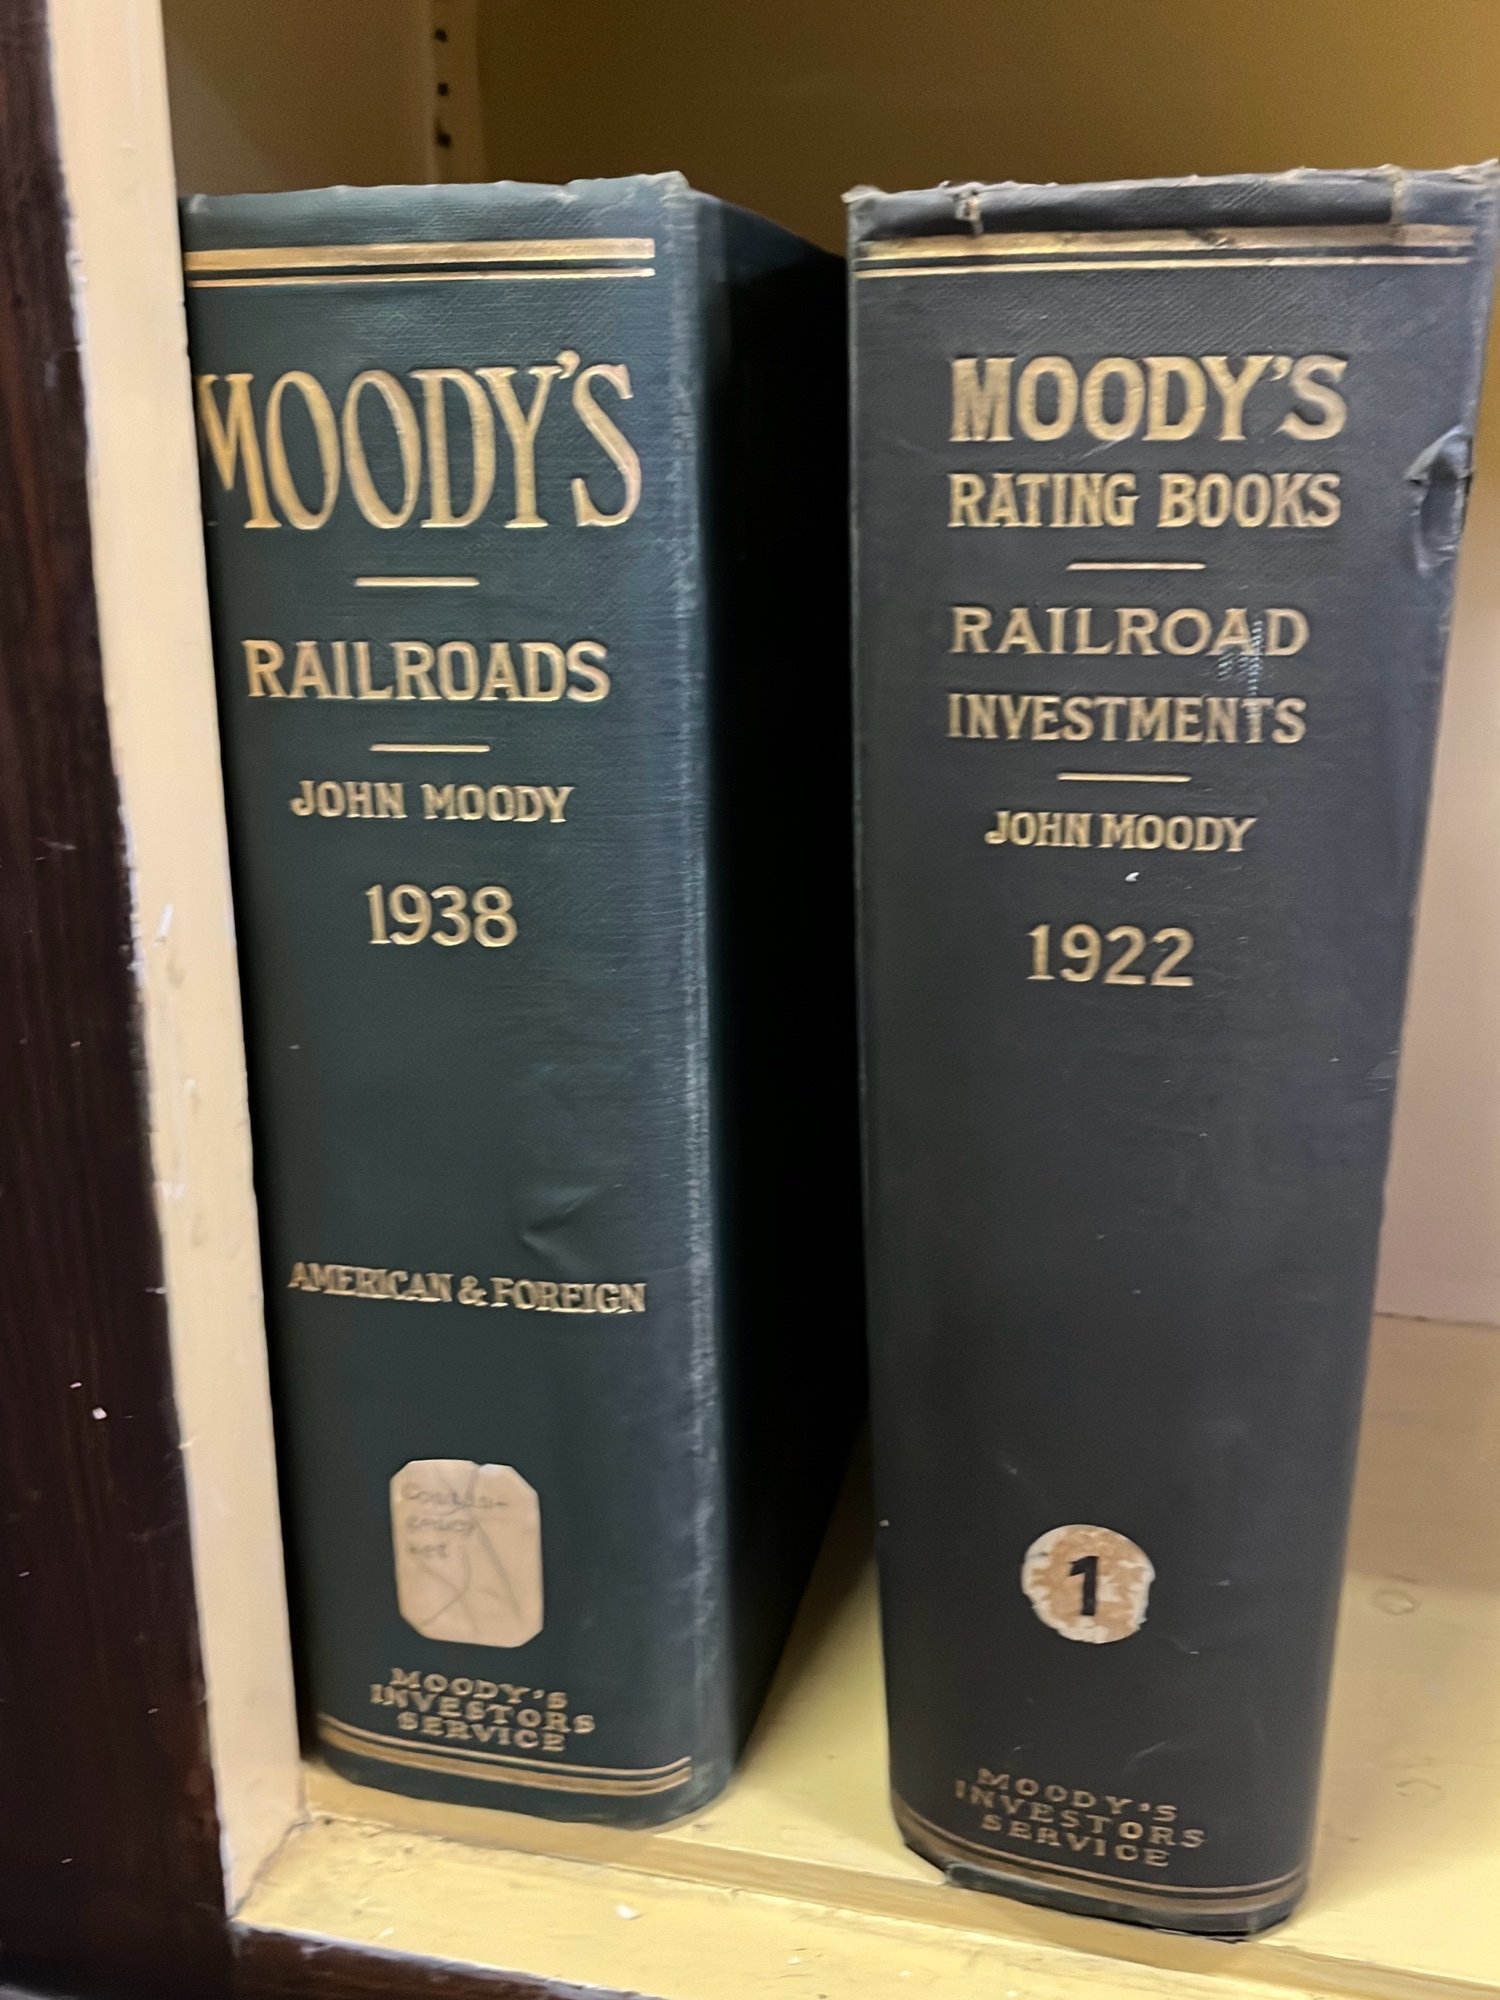 MOODY'S
RAILROADS
JOHN MOODY
1938
AMERICAN & FOREIGN
MOODY'S
INVESTORS
SERVICE
MOODY'S
RATING BOOKS
RAILROAD
INVESTMENTS
JOHN MOODY
1922
1
MOODY'S
INVESTORS
SERVICE